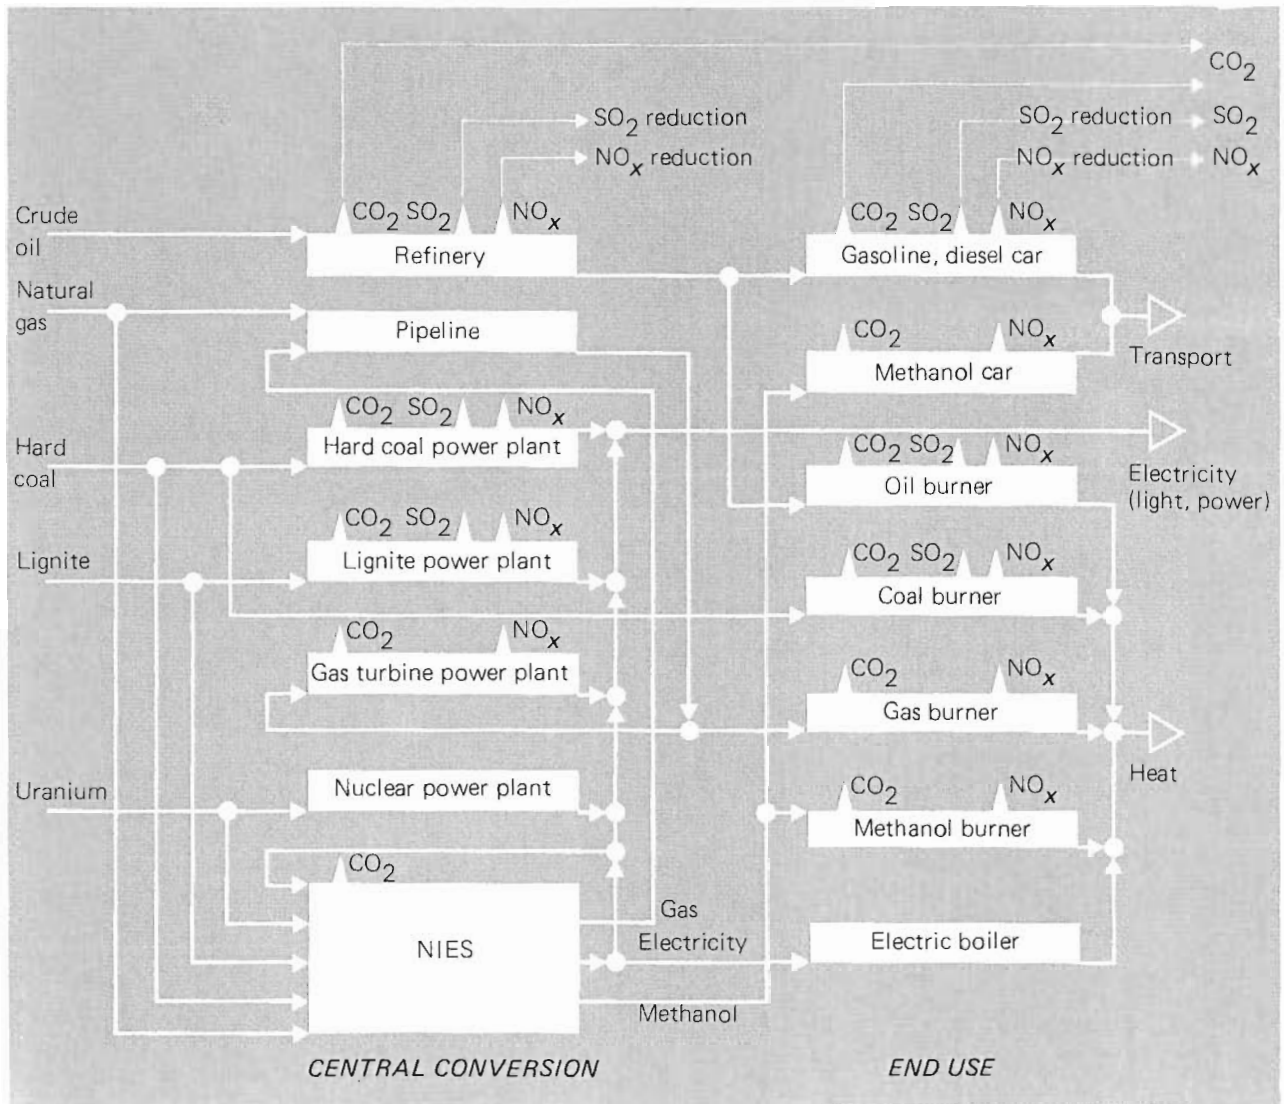 CO2
SO2 reduction
SO2 reduction
SO2
NOx reduction
NOx reduction
NOx
Crude
oil
CO2 SO2 NOx
Refinery
CO2 SO2 NOx
Gasoline, diesel car
Natural
gas
Pipeline
CO2 NOx
Methanol car
Transport
Hard
coal
CO2 SO2 NOx
Hard coal power plant
CO2 SO2 NOx
Oil burner
Electricity
(light, power)
Lignite
CO2 SO2 NOx
Lignite power plant
CO2 SO2 NOx
Coal burner
CO2 NOx
Gas turbine power plant
CO2 NOx
Gas burner
Heat
Uranium
Nuclear power plant
CO2 NOx
Methanol burner
CO2
NIES
Gas
Electricity
Methanol
Electric boiler
CENTRAL CONVERSION
END USE